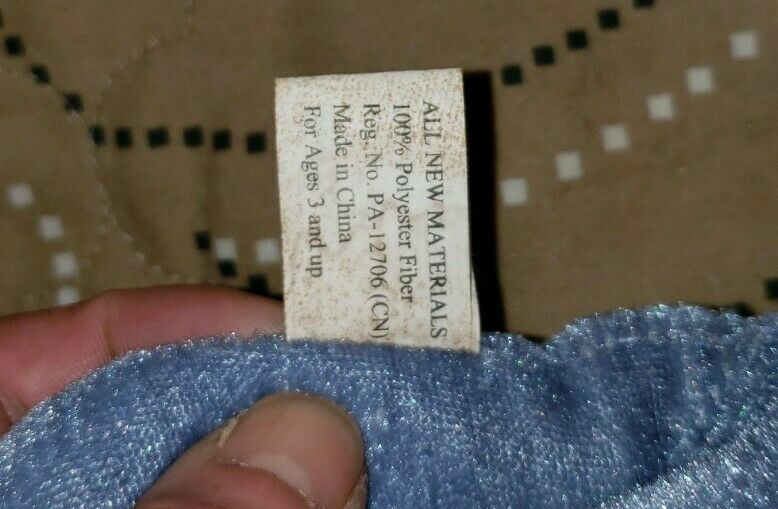 ALL NEW MATERIALS
100% Polyester Fiber
Reg. No. PA-12706 (CN)
Made in China
For Ages 3 and up